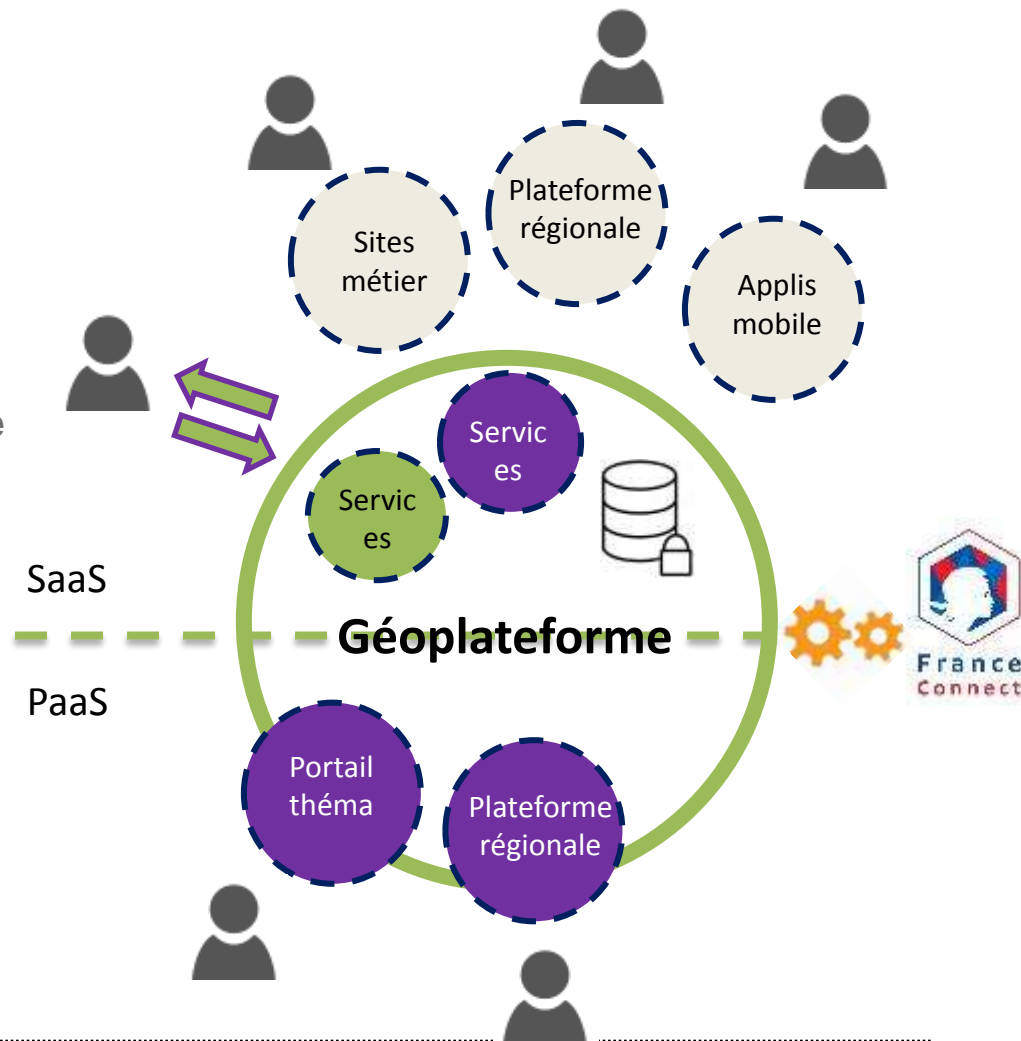 Plateforme
régionale
Sites
métier
Applis
mobile
e
Servic
es
Servic
es
SaaS
Géoplateforme
PaaS
France
Connect
Portail
théma
Plateforme
régionale